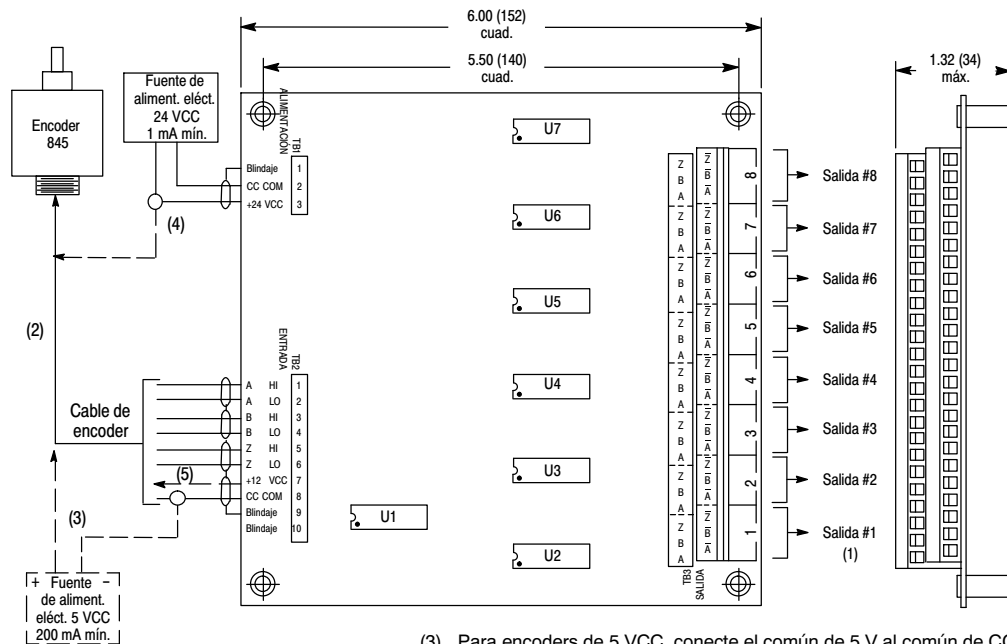 6.00 (152)
cuad.
5.50 (140)
cuad.
1.32 (34)
máx.
Encoder
845
Fuente de
aliment. eléct.
24 VCC
1 mA mín.
ALIMENTACIÓN
TB1
Blindaje 1
CC COM 2
+24 VCC 3
(4)
(2)
ENTRADA
TB2
A HI 1
A LO 2
B HI 3
B LO 4
Z HI 5
Z LO 6
+12 VCC 7
CC COM 8
Blindaje 9
Blindaje 10
Cable de
encoder
(5)
(3)
+ Fuente -
de aliment.
eléct. 5 VCC
200 mA mín.
U7
U6
U5
U4
U3
U2
U1
Z B A Z̅ B̅ A̅ 8 Salida #8
Z B A Z̅ B̅ A̅ 7 Salida #7
Z B A Z̅ B̅ A̅ 6 Salida #6
Z B A Z̅ B̅ A̅ 5 Salida #5
Z B A Z̅ B̅ A̅ 4 Salida #4
Z B A Z̅ B̅ A̅ 3 Salida #3
Z B A Z̅ B̅ A̅ 2 Salida #2
Z B A Z̅ B̅ A̅ 1 Salida #1
(1)
TB3
SALIDA
(3) Para encoders de 5 VCC, conecte el común de 5 V al común de CC